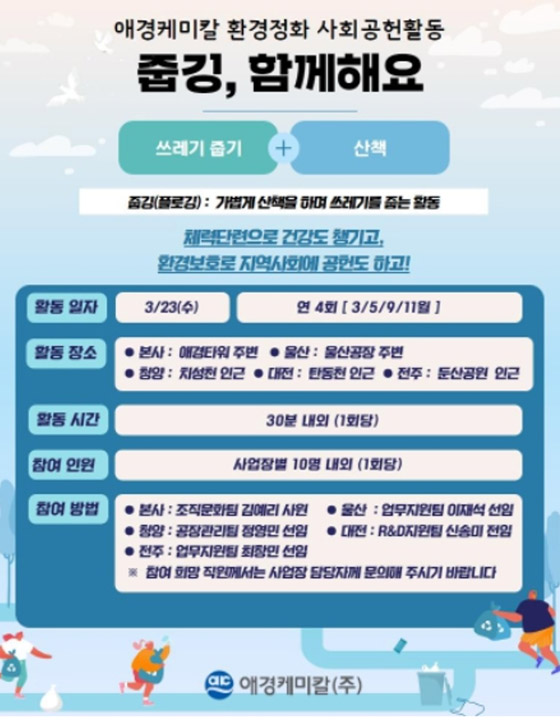 애경케미칼 환경정화 사회공헌활동
줍깅, 함께해요
쓰레기 줍기 + 산책
줍깅(플로깅) : 가볍게 산책을 하며 쓰레기를 줍는 활동
체력단련으로 건강도 챙기고,
환경보호로 지역사회에 공헌도 하고!
활동 일자 3/23(수) 연 4회 [ 3/5/9/11월 ]
활동 장소
● 본사 : 애경타워 주변 ● 울산 : 울산공장 주변
● 청양 : 치성천 인근 ● 대전 : 탄동천 인근 ● 전주 : 둔산공원 인근
활동 시간 30분 내외 (1회당)
참여 인원 사업장별 10명 내외 (1회당)
참여 방법
● 본사 : 조직문화팀 김예리 사원 ● 울산 : 업무지원팀 이재석 선임
● 청양 : 공장관리팀 정영민 선임 ● 대전 : R&D지원팀 신송미 전임
● 전주 : 업무지원팀 최창민 선임
※ 참여 희망 직원께서는 사업장 담당자께 문의해 주시기 바랍니다
애경케미칼(주)